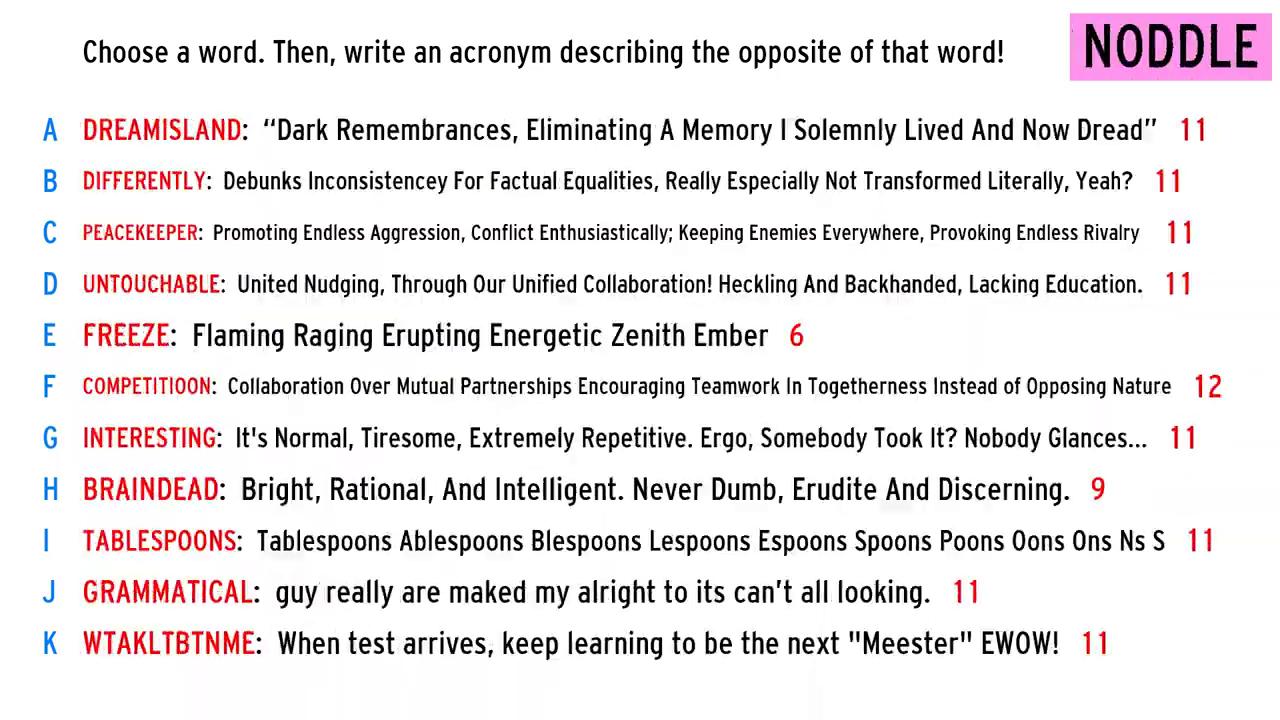 Choose a word. Then, write an acronym describing the opposite of that word!
NODDLE
A DREAMISLAND: “Dark Remembrances, Eliminating A Memory I Solemnly Lived And Now Dread” 11
B DIFFERENTLY: Debunks Inconsistencey For Factual Equalities, Really Especially Not Transformed Literally, Yeah? 11
C PEACEKEEPER: Promoting Endless Aggression, Conflict Enthusiastically; Keeping Enemies Everywhere, Provoking Endless Rivalry 11
D UNTOUCHABLE: United Nudging, Through Our Unified Collaboration! Heckling And Backhanded, Lacking Education. 11
E FREEZE: Flaming Raging Erupting Energetic Zenith Ember 6
F COMPETITIOON: Collaboration Over Mutual Partnerships Encouraging Teamwork In Togetherness Instead of Opposing Nature 12
G INTERESTING: It's Normal, Tiresome, Extremely Repetitive. Ergo, Somebody Took It? Nobody Glances... 11
H BRAINDEAD: Bright, Rational, And Intelligent. Never Dumb, Erudite And Discerning. 9
I TABLESPOONS: Tablespoons Ablespoons Blespoons Lespoons Espoons Spoons Poons Oons Ons Ns S 11
J GRAMMATICAL: guy really are maked my alright to its can’t all looking. 11
K WTAKLTBTNME: When test arrives, keep learning to be the next "Meester" EWOW! 11